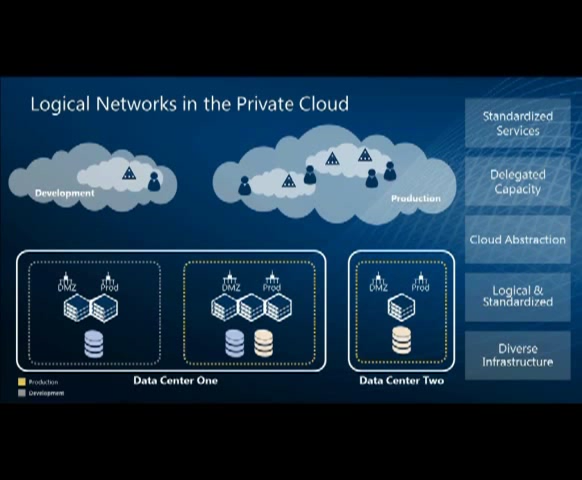 Logical Networks in the Private Cloud
Standardized
Services
Delegated
Capacity
Cloud Abstraction
Logical &
Standardized
Diverse
Infrastructure
Development
Production
DMZ
Prod
DMZ
Prod
DMZ
Prod
Data Center One
Data Center Two
Production
Development